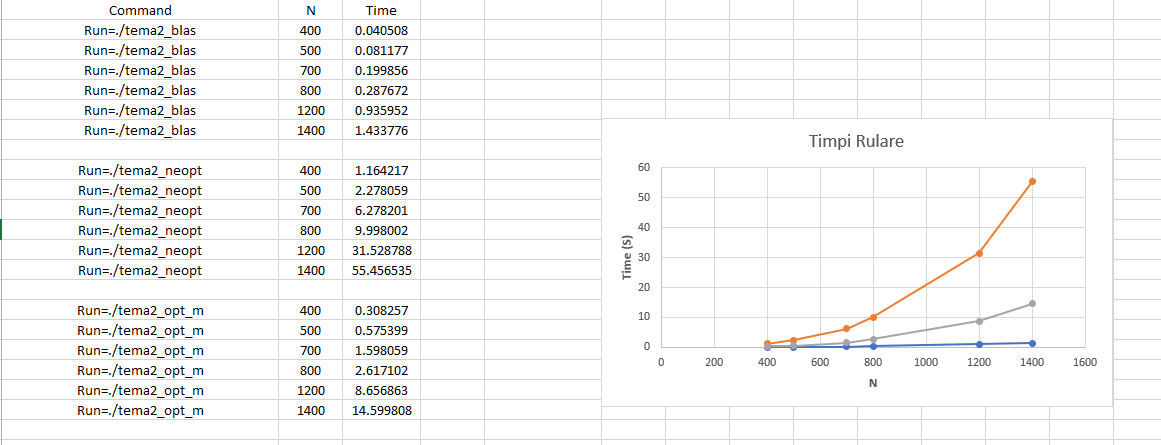 Command N Time
Run=./tema2_blas 400 0.040508
Run=./tema2_blas 500 0.081177
Run=./tema2_blas 700 0.199856
Run=./tema2_blas 800 0.287672
Run=./tema2_blas 1200 0.935952
Run=./tema2_blas 1400 1.433776
Run=./tema2_neopt 400 1.164217
Run=./tema2_neopt 500 2.278059
Run=./tema2_neopt 700 6.278201
Run=./tema2_neopt 800 9.998002
Run=./tema2_neopt 1200 31.528788
Run=./tema2_neopt 1400 55.456535
Run=./tema2_opt_m 400 0.308257
Run=./tema2_opt_m 500 0.575399
Run=./tema2_opt_m 700 1.598059
Run=./tema2_opt_m 800 2.617102
Run=./tema2_opt_m 1200 8.656863
Run=./tema2_opt_m 1400 14.599808
Timpi Rulare
Time (S)
60
50
40
30
20
10
0
0 200 400 600 800 1000 1200 1400 1600
N